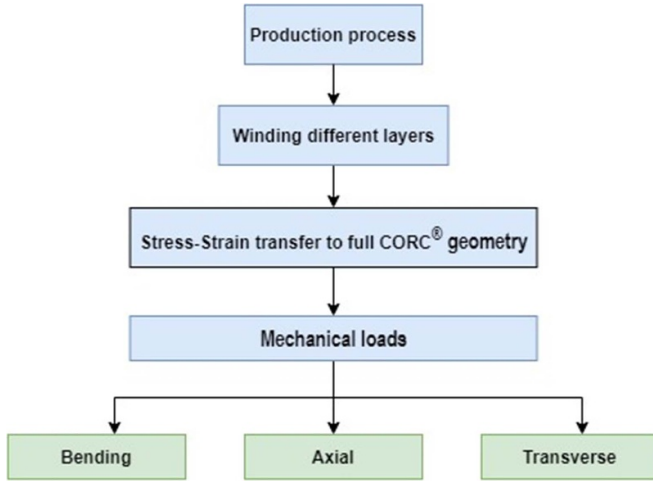 Production process
Winding different layers
Stress-Strain transfer to full CORC® geometry
Mechanical loads
Bending
Axial
Transverse